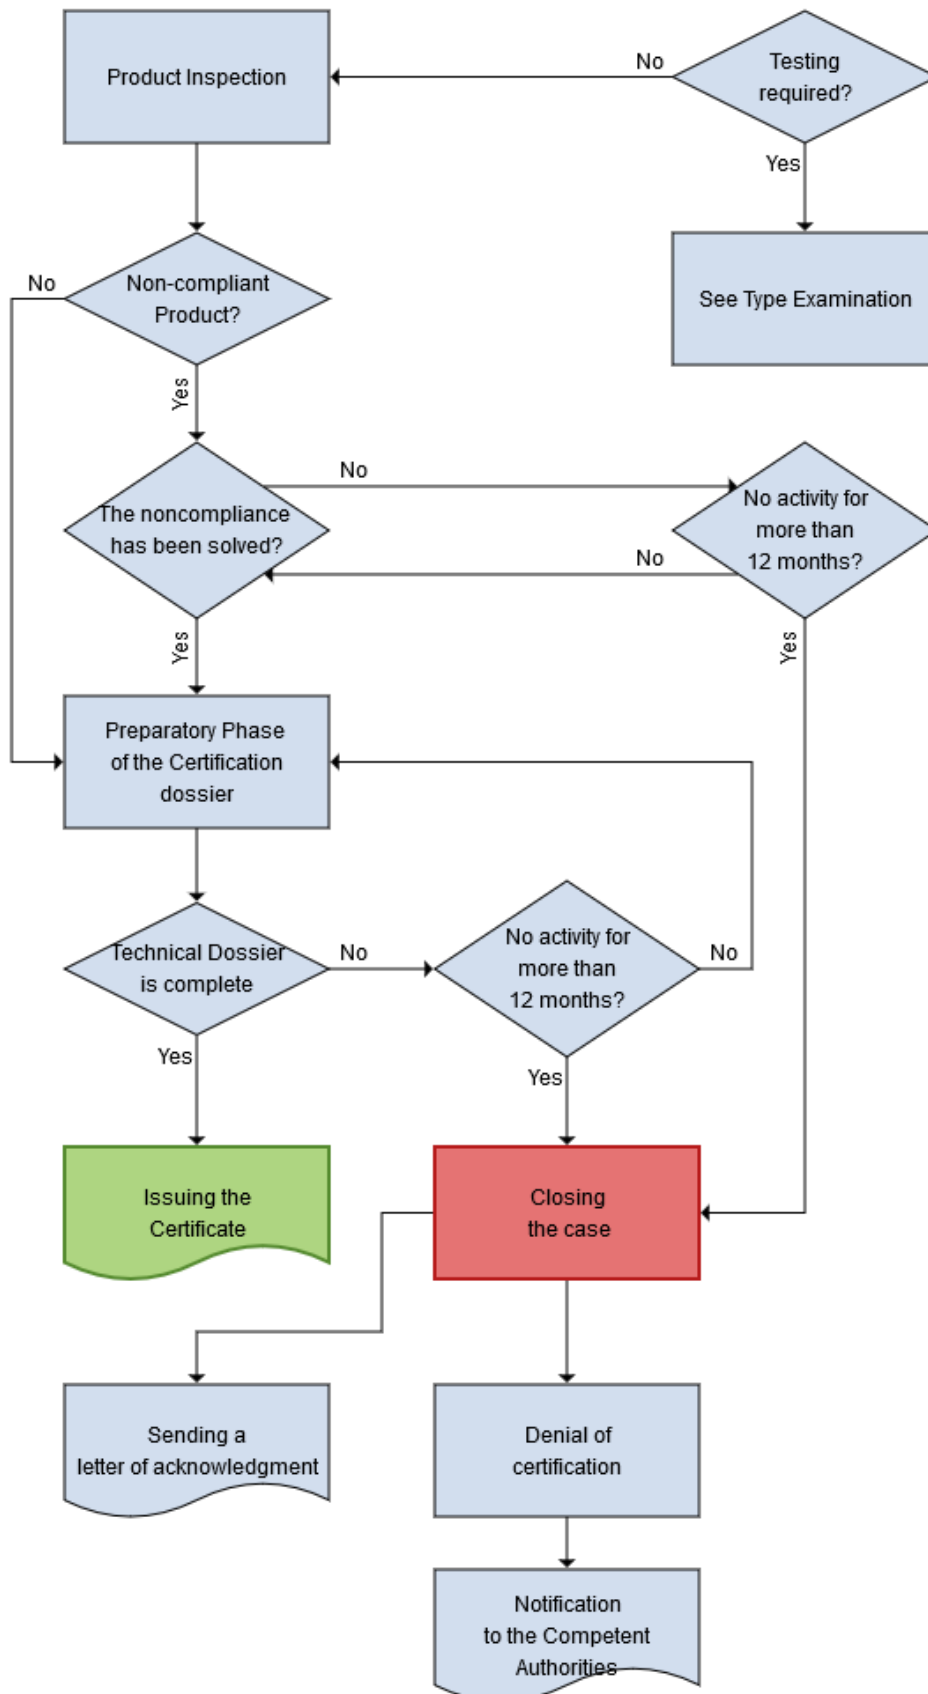 Product Inspection
No
Testing
required?
Yes
See Type Examination
No
Non-compliant
Product?
Yes
The noncompliance
has been solved?
No
No
No activity for
more than
12 months?
Yes
Yes
Preparatory Phase
of the Certification
dossier
Technical Dossier
is complete
No
No activity for
more than
12 months?
No
Yes
Yes
Issuing the
Certificate
Closing
the case
Sending a
letter of acknowledgment
Denial of
certification
Notification
to the Competent
Authorities